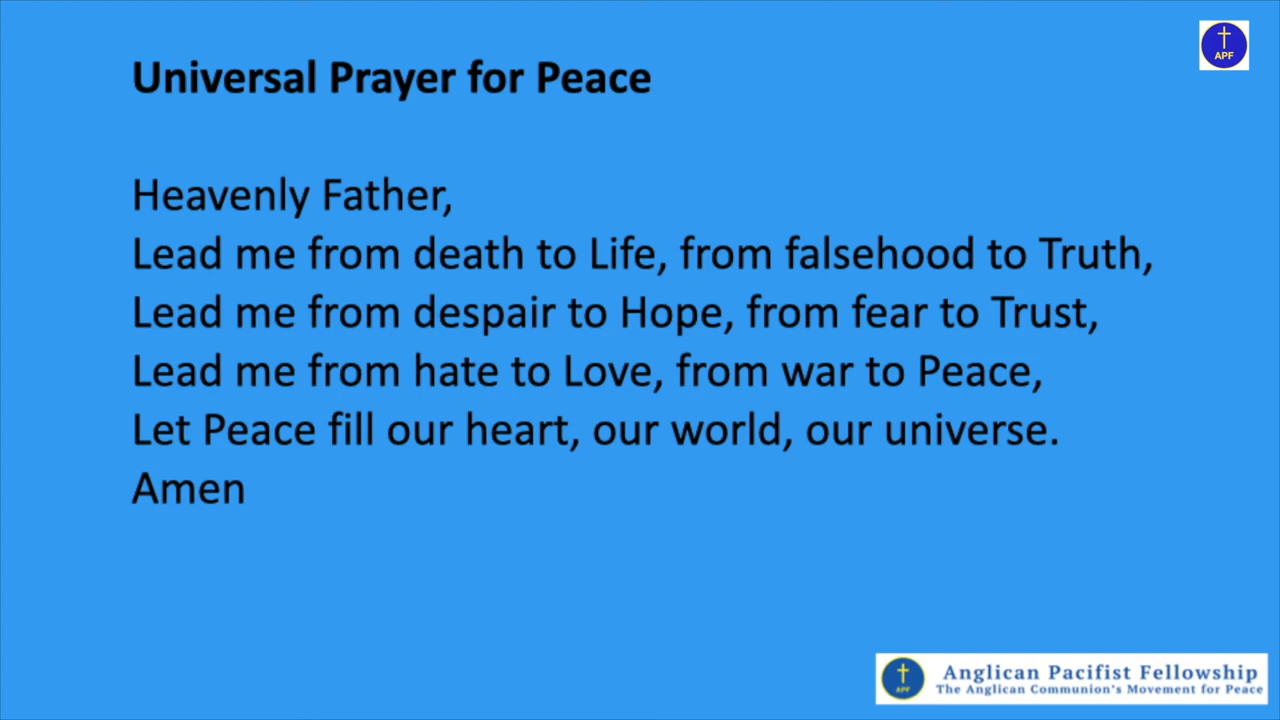 APF
Universal Prayer for Peace
Heavenly Father,
Lead me from death to Life, from falsehood to Truth,
Lead me from despair to Hope, from fear to Trust,
Lead me from hate to Love, from war to Peace,
Let Peace fill our heart, our world, our universe.
Amen
APF
Anglican Pacifist Fellowship
The Anglican Communion's Movement for Peace